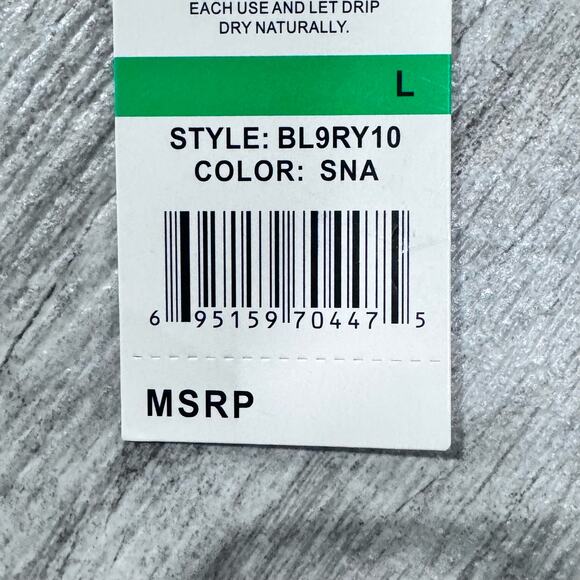 EACH USE AND LET DRIP
DRY NATURALLY.
L
STYLE: BL9RY10
COLOR: SNA
6 95159 70447 5
MSRP